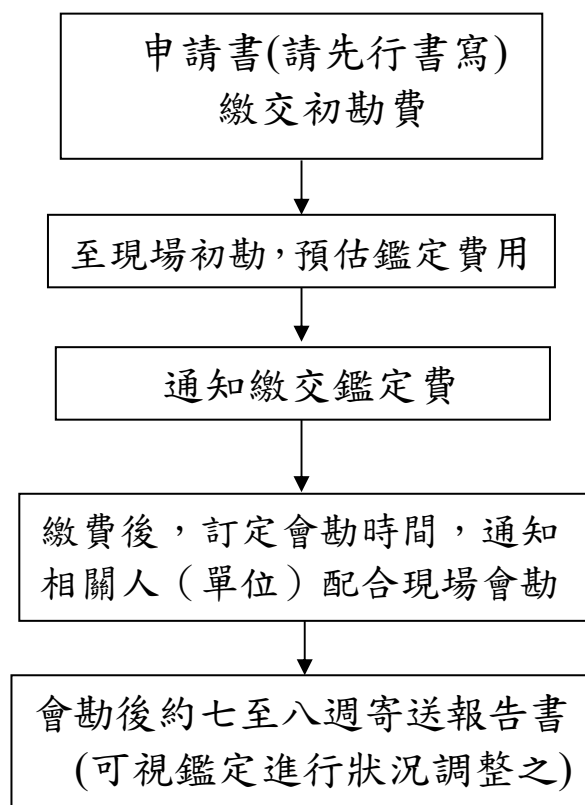 申請書(請先行書寫)
繳交初勘費
至現場初勘，預估鑑定費用
通知繳交鑑定費
繳費後，訂定會勘時間，通知
相關人（單位）配合現場會勘
會勘後約七至八週寄送報告書
(可視鑑定進行狀況調整之)